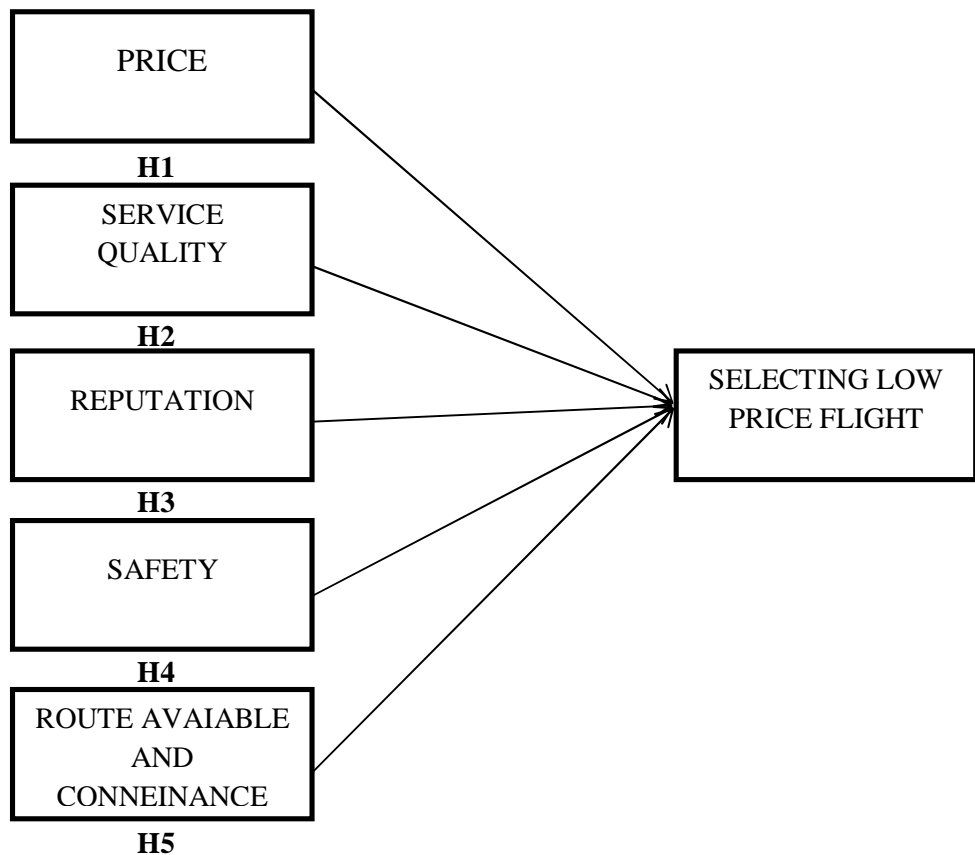 PRICE
H1
SERVICE
QUALITY
H2
REPUTATION
H3
SAFETY
H4
ROUTE AVAIABLE
AND
CONNEINANCE
H5
SELECTING LOW
PRICE FLIGHT